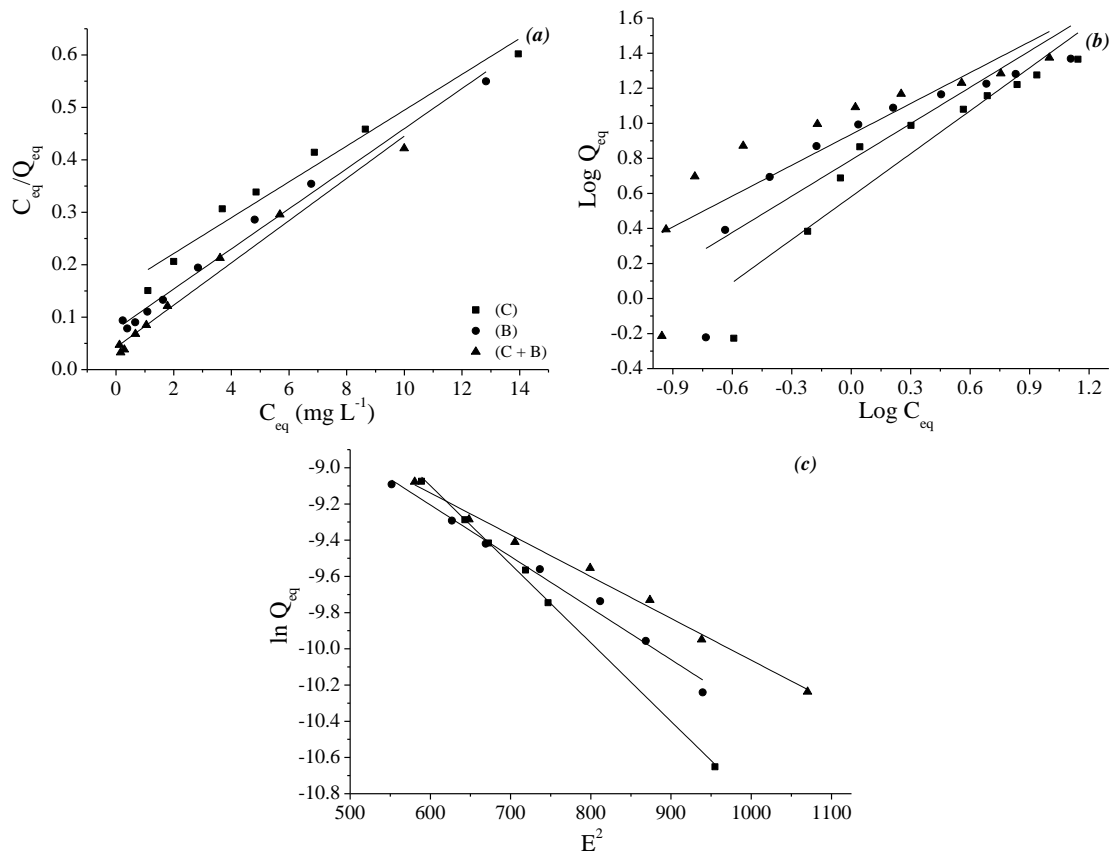 (a)
C_eq/Q_eq
0.6
0.5
0.4
0.3
0.2
0.1
0.0
0 2 4 6 8 10 12 14
C_eq (mg L^-1)
(C)
(B)
(C + B)
(b)
Log Q_eq
1.6
1.4
1.2
1.0
0.8
0.6
0.4
0.2
0.0
-0.2
-0.4
-0.9 -0.6 -0.3 0.0 0.3 0.6 0.9 1.2
Log C_eq
(c)
ln Q_eq
-9.0
-9.2
-9.4
-9.6
-9.8
-10.0
-10.2
-10.4
-10.6
-10.8
500 600 700 800 900 1000 1100
E^2